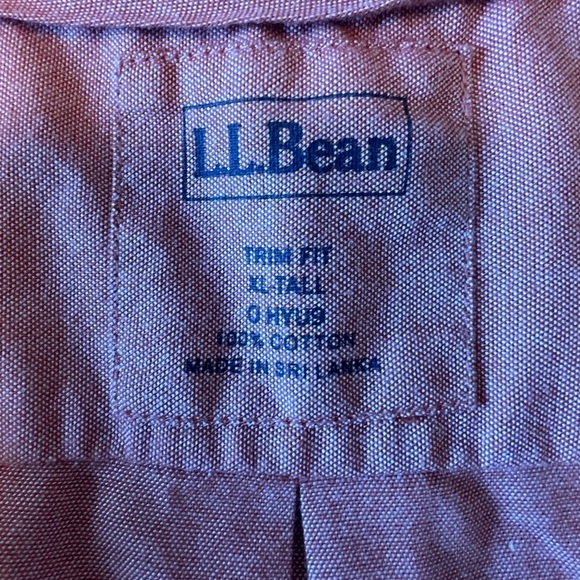 L.L.Bean
TRIM FIT
XL TALL
0 HYU9
100% COTTON
MADE IN SRI LANKA